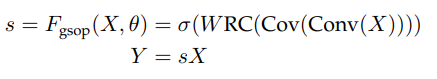 s = F_gsop(X, θ) = σ(WRC(Cov(Conv(X))))
Y = sX